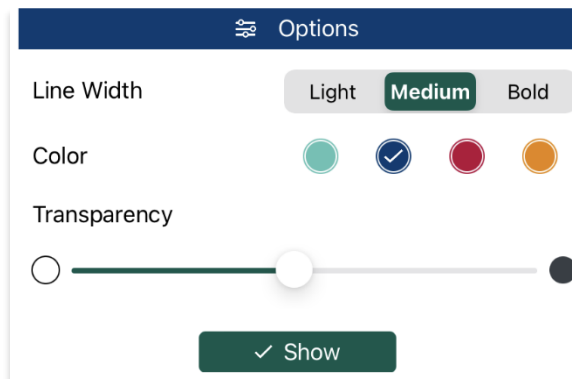 Options
Line Width Light Medium Bold
Color
Transparency
Show